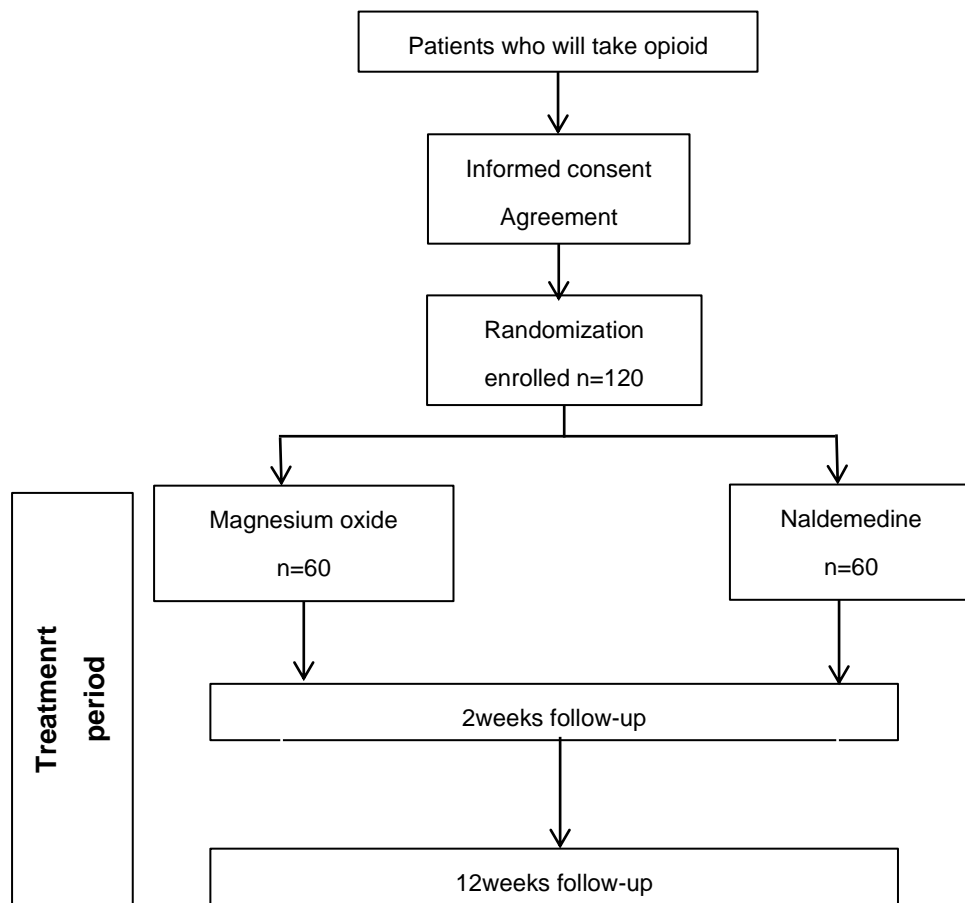 Patients who will take opioid
Informed consent
Agreement
Randomization
enrolled n=120
Magnesium oxide
n=60
Naldemedine
n=60
Treatmenrt
period
2weeks follow-up
12weeks follow-up